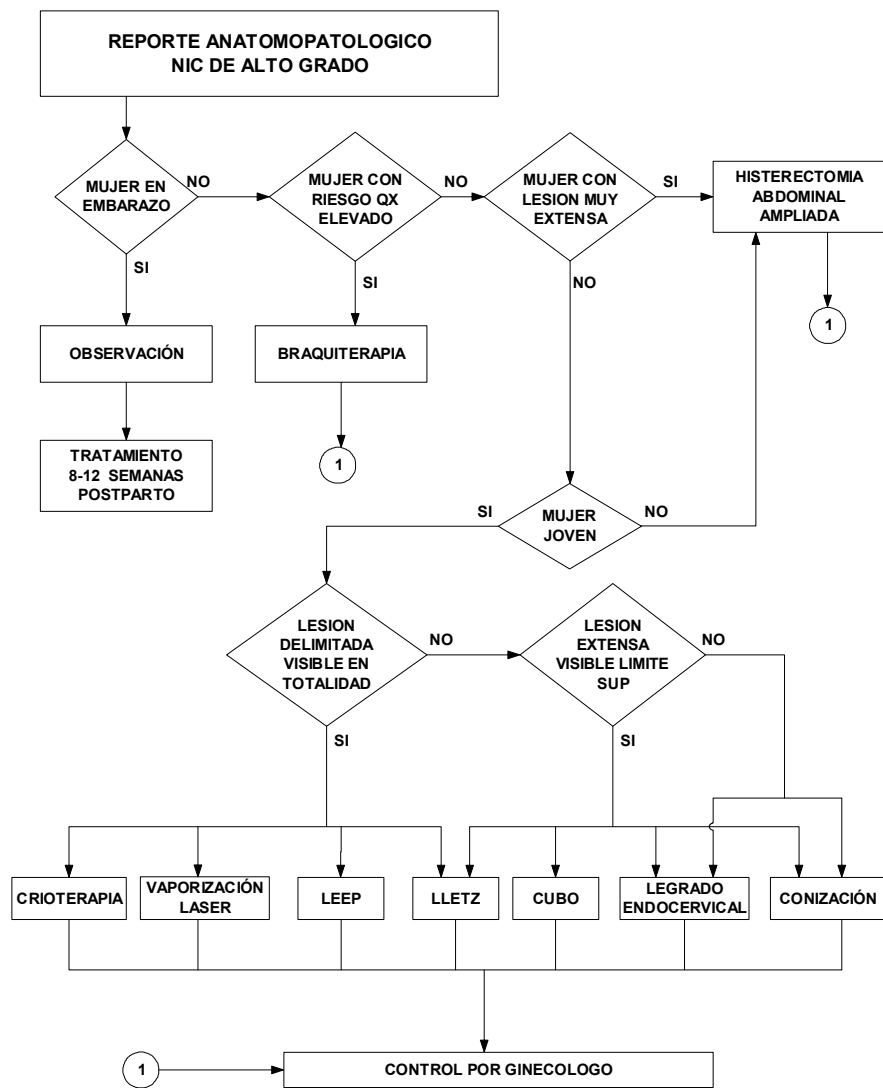 REPORTE ANATOMOPATOLOGICO
NIC DE ALTO GRADO
MUJER EN
EMBARAZO
NO
MUJER CON
RIESGO QX
ELEVADO
NO
MUJER CON
LESION MUY
EXTENSA
SI
HISTERECTOMIA
ABDOMINAL
AMPLIADA
SI
SI
NO
1
OBSERVACIÓN
BRAQUITERAPIA
TRATAMIENTO
8-12 SEMANAS
POSTPARTO
1
SI
MUJER
JOVEN
NO
LESION
DELIMITADA
VISIBLE EN
TOTALIDAD
NO
LESION
EXTENSA
VISIBLE LIMITE
SUP
NO
SI
SI
CRIOTERAPIA
VAPORIZACIÓN
LASER
LEEP
LLETZ
CUBO
LEGRADO
ENDOCERVICAL
CONIZACIÓN
1
CONTROL POR GINECOLOGO